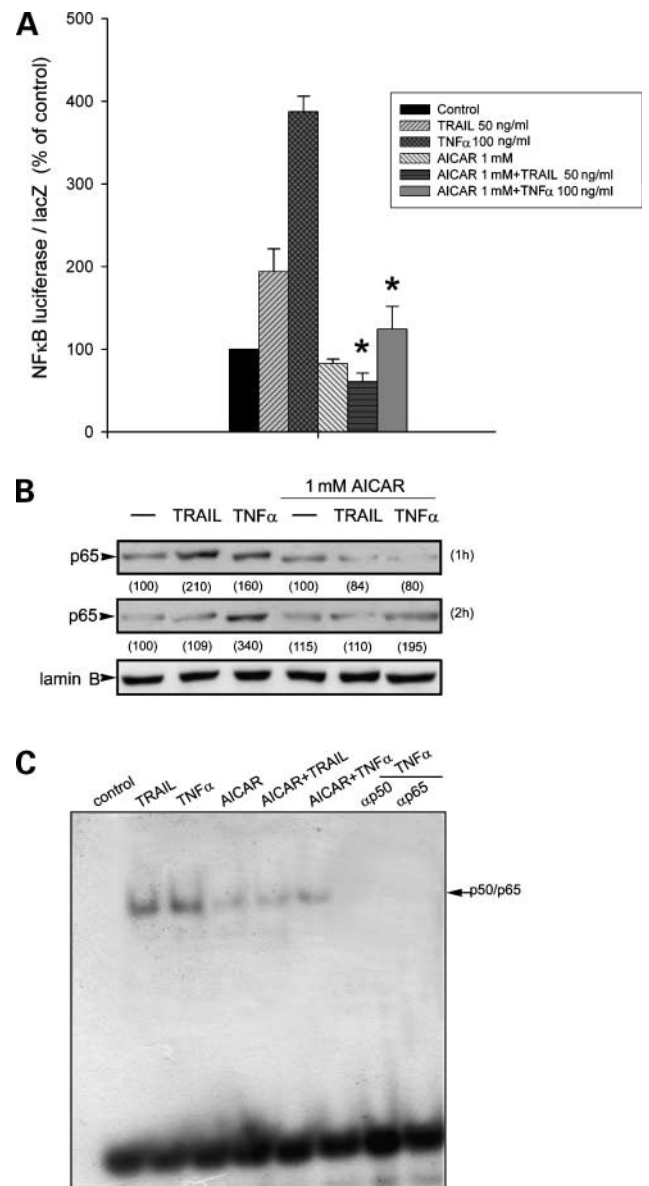 A
NFκB luciferase / lacZ (% of control)
500
400
300
200
100
0
Control
TRAIL 50 ng/ml
TNFα 100 ng/ml
AICAR 1 mM
AICAR 1 mM+TRAIL 50 ng/ml
AICAR 1 mM+TNFα 100 ng/ml
*
*
B
1 mM AICAR
— TRAIL TNFα — TRAIL TNFα
p65 (1h)
(100) (210) (160) (100) (84) (80)
p65 (2h)
(100) (109) (340) (115) (110) (195)
lamin B
C
control TRAIL TNFα AICAR AICAR+TRAIL AICAR+TNFα
TNFα
αp50 αp65
p50/p65